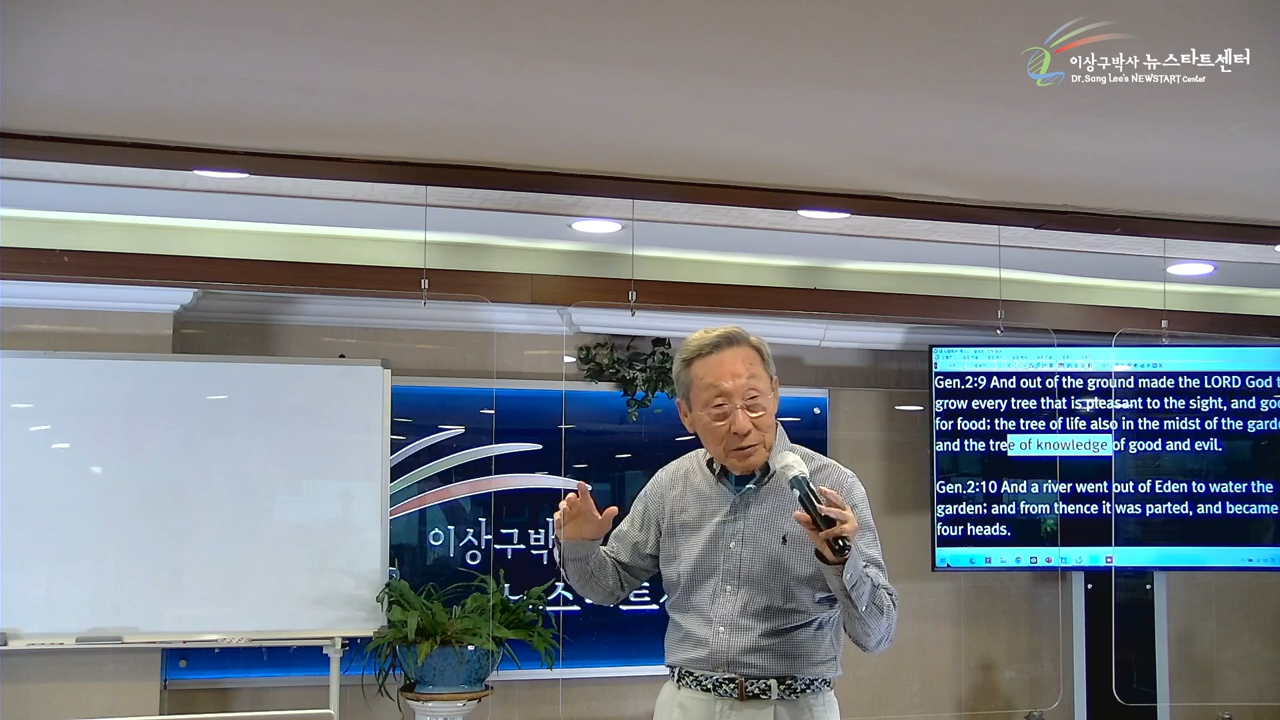 이상구박사 뉴스타트센터
Dr. Sang Lee's NEWSTART Center
Gen.2:9 And out of the ground made the LORD God
grow every tree that is pleasant to the sight, and
for food; the tree of life also in the midst of the
and the tree of knowledge of good and evil.
Gen.2:10 And a river went out of Eden to water the
garden; and from thence it was parted, and became
four heads.
이상구